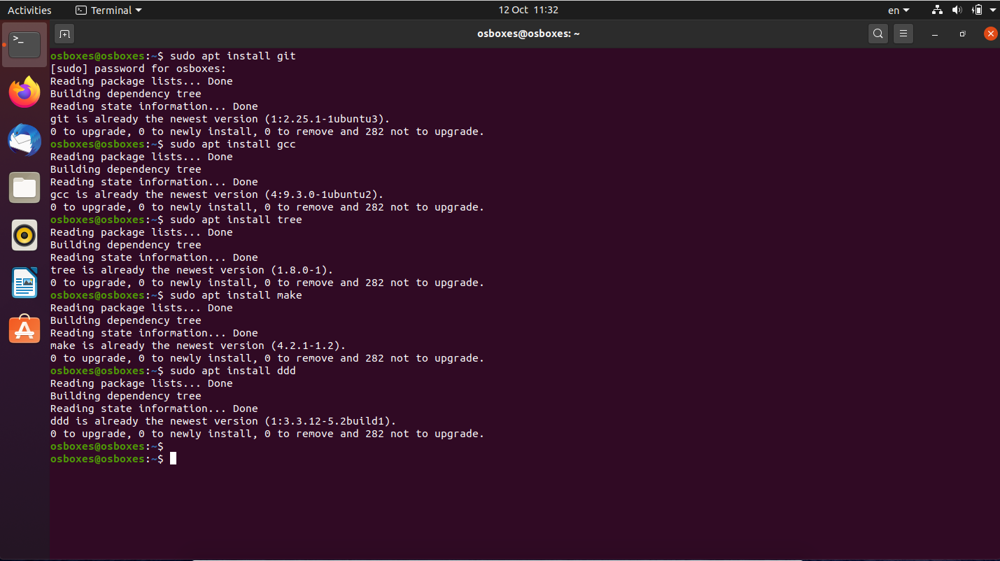 Activities
Terminal
12 Oct 11:32
en
osboxes@osboxes: ~
osboxes@osboxes:~$ sudo apt install git
[sudo] password for osboxes:
Reading package lists... Done
Building dependency tree
Reading state information... Done
git is already the newest version (1:2.25.1-1ubuntu3).
0 to upgrade, 0 to newly install, 0 to remove and 282 not to upgrade.
osboxes@osboxes:~$ sudo apt install gcc
Reading package lists... Done
Building dependency tree
Reading state information... Done
gcc is already the newest version (4:9.3.0-1ubuntu2).
0 to upgrade, 0 to newly install, 0 to remove and 282 not to upgrade.
osboxes@osboxes:~$ sudo apt install tree
Reading package lists... Done
Building dependency tree
Reading state information... Done
tree is already the newest version (1.8.0-1).
0 to upgrade, 0 to newly install, 0 to remove and 282 not to upgrade.
osboxes@osboxes:~$ sudo apt install make
Reading package lists... Done
Building dependency tree
Reading state information... Done
make is already the newest version (4.2.1-1.2).
0 to upgrade, 0 to newly install, 0 to remove and 282 not to upgrade.
osboxes@osboxes:~$ sudo apt install ddd
Reading package lists... Done
Building dependency tree
Reading state information... Done
ddd is already the newest version (1:3.3.12-5.2build1).
0 to upgrade, 0 to newly install, 0 to remove and 282 not to upgrade.
osboxes@osboxes:~$
osboxes@osboxes:~$